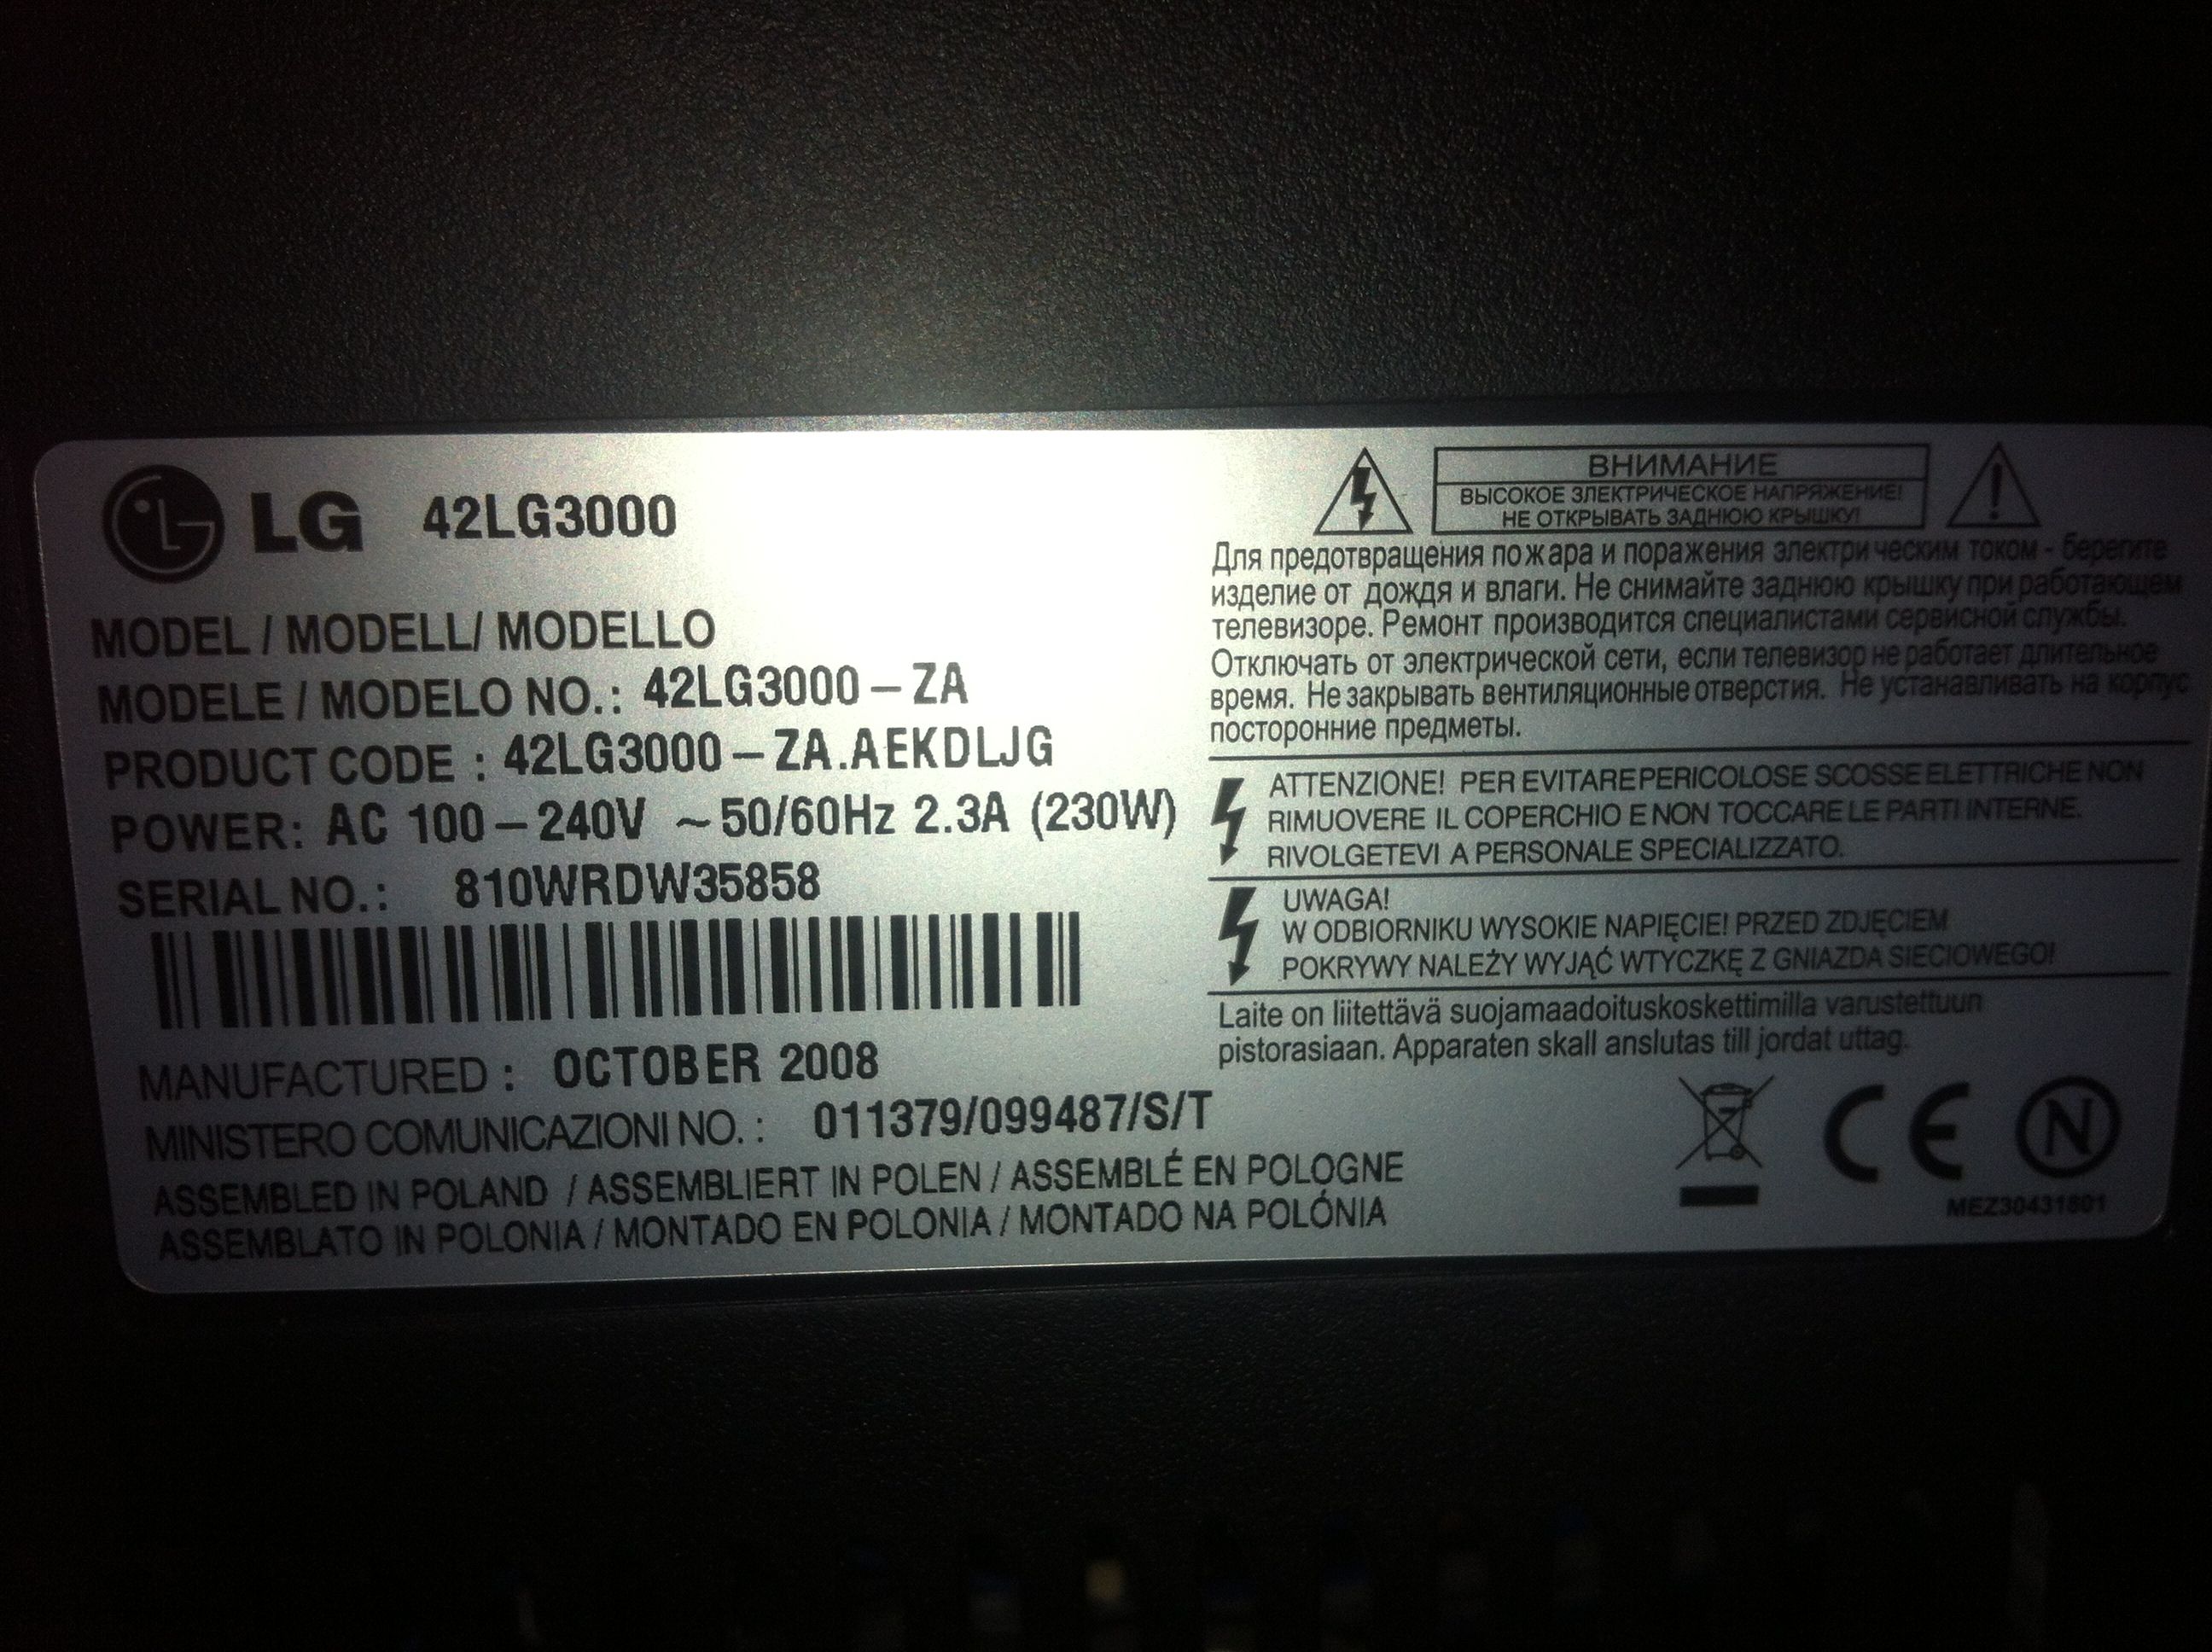 LG 42LG3000
MODEL / MODELL/ MODELLO
MODELE / MODELO NO.: 42LG3000-ZA
PRODUCT CODE : 42LG3000-ZA.AEKDLJG
POWER: AC 100-240V ~50/60Hz 2.3A (230W)
SERIAL NO.: 810WRDW35858
MANUFACTURED : OCTOBER 2008
MINISTERO COMUNICAZIONI NO. : 011379/099487/S/T
ASSEMBLED IN POLAND / ASSEMBLIERT IN POLEN / ASSEMBLÉ EN POLOGNE
ASSEMBLATO IN POLONIA / MONTADO EN POLONIA / MONTADO NA POLÓNIA
ВНИМАНИЕ
ВЫСОКОЕ ЭЛЕКТРИЧЕСКОЕ НАПРЯЖЕНИЕ!
НЕ ОТКРЫВАТЬ ЗАДНЮЮ КРЫШКУ!
Для предотвращения пожара и поражения электрическим током - берегите
изделие от дождя и влаги. Не снимайте заднюю крышку при работающем
телевизоре. Ремонт производится специалистами сервисной службы.
Отключать от электрической сети, если телевизор не работает длительное
время. Не закрывать вентиляционные отверстия. Не устанавливать на корпус
посторонние предметы.
ATTENZIONE! PER EVITARE PERICOLOSE SCOSSE ELETTRICHE NON
RIMUOVERE IL COPERCHIO E NON TOCCARE LE PARTI INTERNE.
RIVOLGETEVI A PERSONALE SPECIALIZZATO.
UWAGA!
W ODBIORNIKU WYSOKIE NAPIĘCIE! PRZED ZDJĘCIEM
POKRYWY NALEŻY WYJĄĆ WTYCZKĘ Z GNIAZDA SIECIOWEGO!
Laite on liitettävä suojamaadoituskoskettimilla varustettuun
pistorasiaan. Apparaten skall anslutas till jordat uttag.
CE N
MEZ30431801